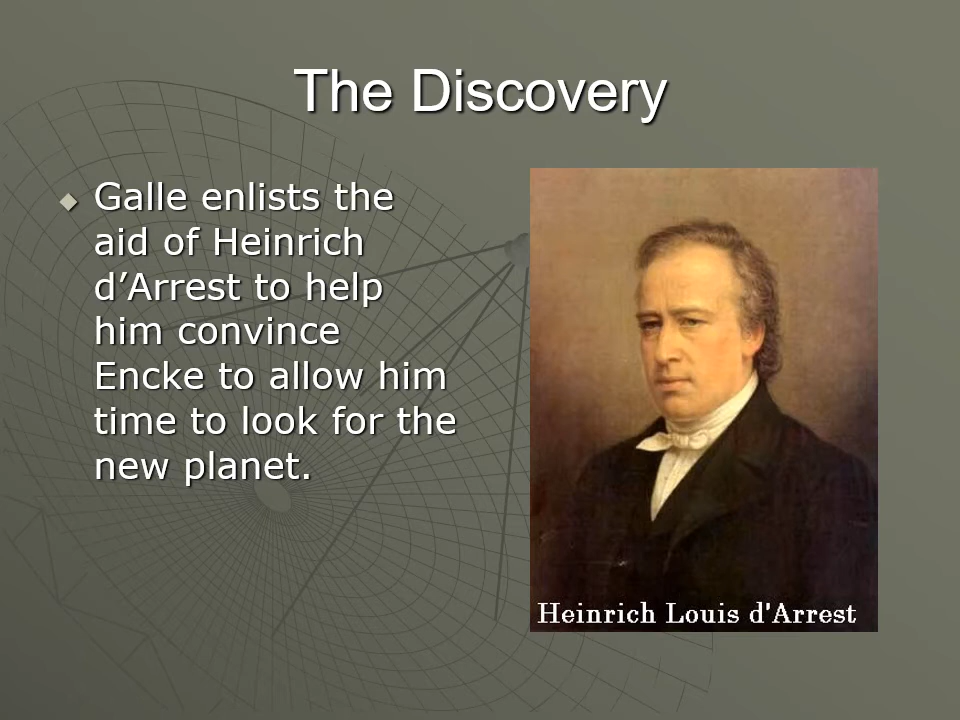 The Discovery
Galle enlists the
aid of Heinrich
d’Arrest to help
him convince
Encke to allow him
time to look for the
new planet.
Heinrich Louis d'Arrest